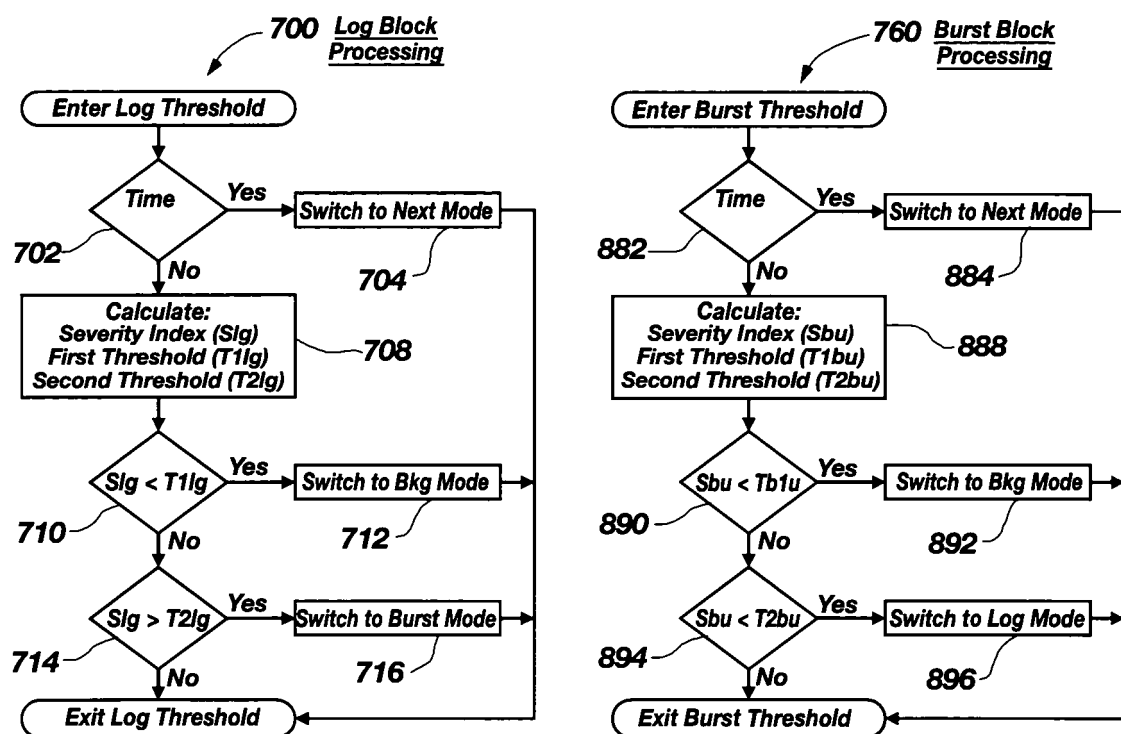 700 Log Block
Processing
Enter Log Threshold
Time
Yes
Switch to Next Mode
702
704
No
Calculate:
Severity Index (Slg)
First Threshold (T1lg)
Second Threshold (T2lg)
708
Slg < T1lg
Yes
Switch to Bkg Mode
710
712
No
Slg > T2lg
Yes
Switch to Burst Mode
714
716
No
Exit Log Threshold
760 Burst Block
Processing
Enter Burst Threshold
Time
Yes
Switch to Next Mode
882
884
No
Calculate:
Severity Index (Sbu)
First Threshold (T1bu)
Second Threshold (T2bu)
888
Sbu < Tb1u
Yes
Switch to Bkg Mode
890
892
No
Sbu < T2bu
Yes
Switch to Log Mode
894
896
No
Exit Burst Threshold